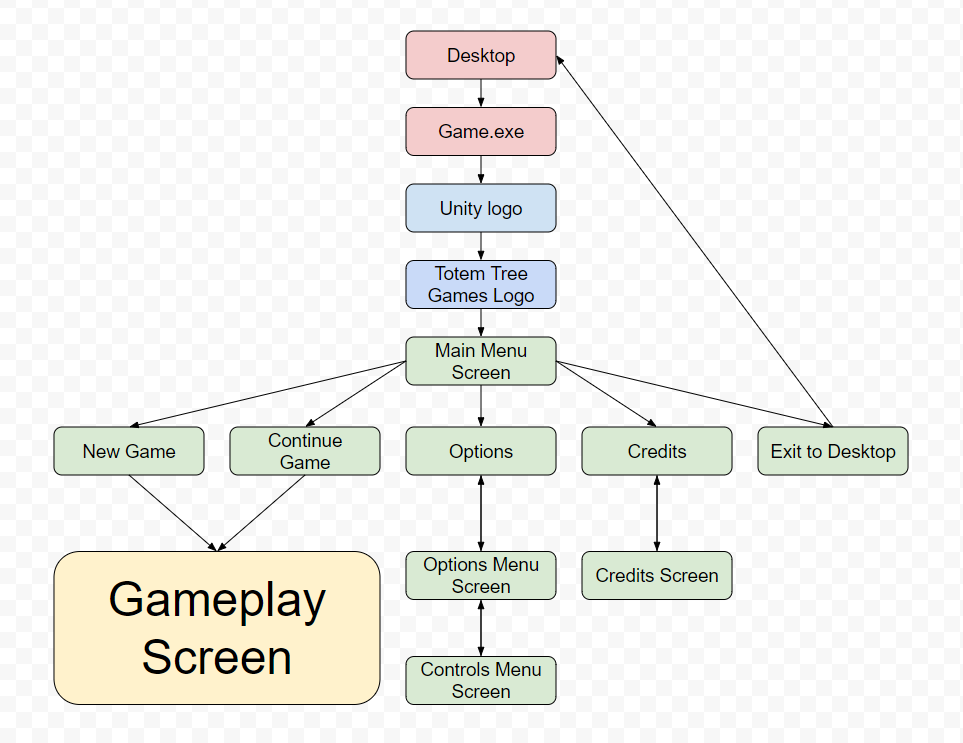 Desktop
Game.exe
Unity logo
Totem Tree
Games Logo
Main Menu
Screen
New Game
Continue
Game
Options
Credits
Exit to Desktop
Gameplay
Screen
Options Menu
Screen
Credits Screen
Controls Menu
Screen